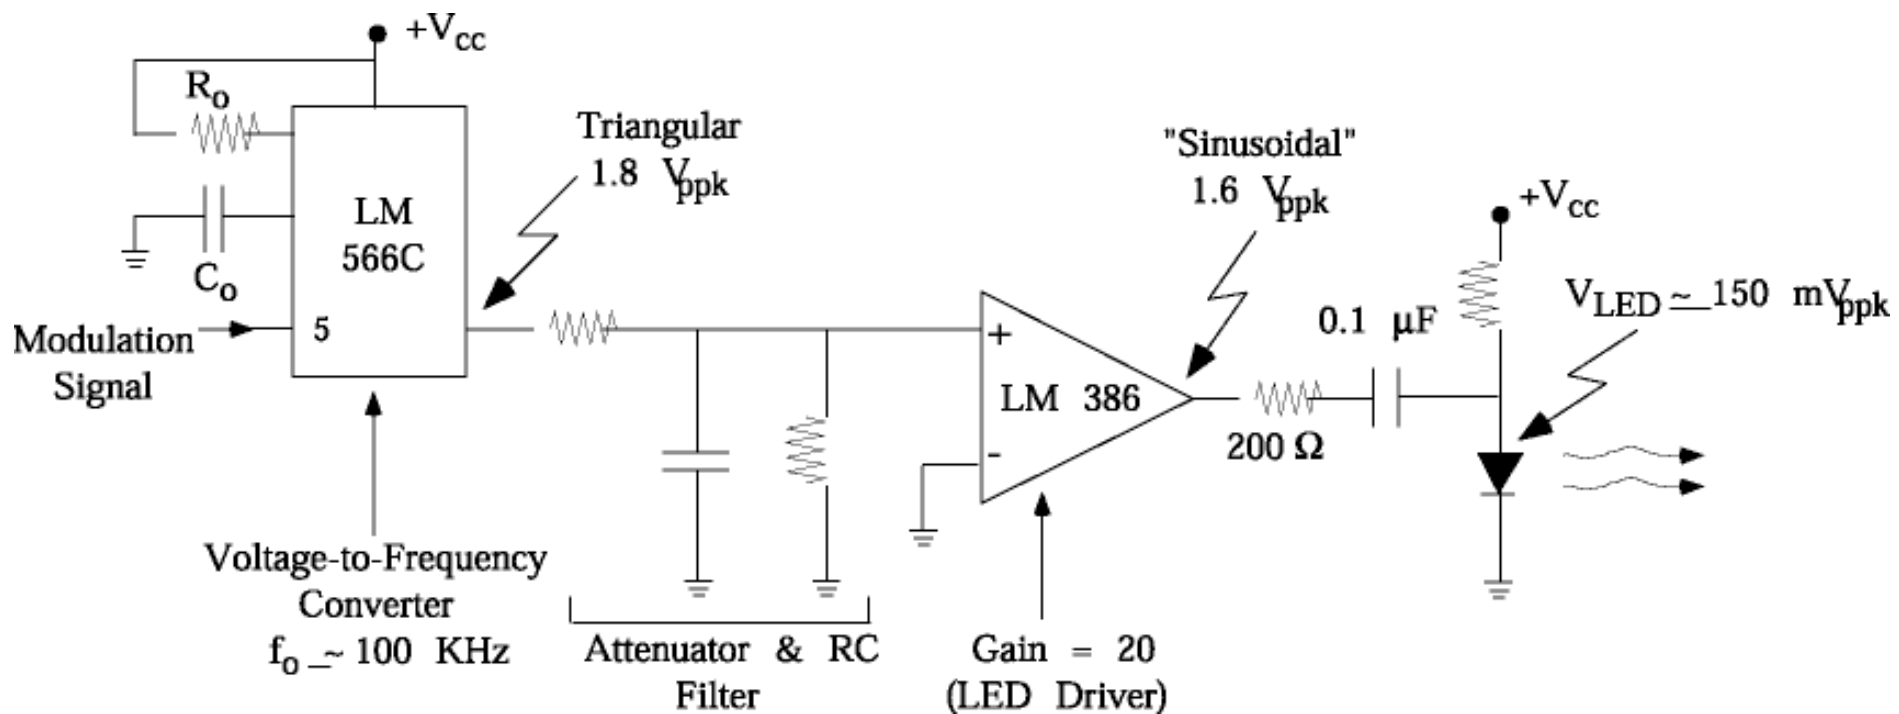 +Vcc
Ro
Triangular
1.8 Vppk
"Sinusoidal"
1.6 Vppk
+Vcc
LM
566C
Co
VLED ~_ 150 mVppk
0.1 µF
5
Modulation
Signal
+
LM 386
-
200 Ω
Voltage-to-Frequency
Converter
fo _~ 100 KHz
Attenuator & RC
Filter
Gain = 20
(LED Driver)